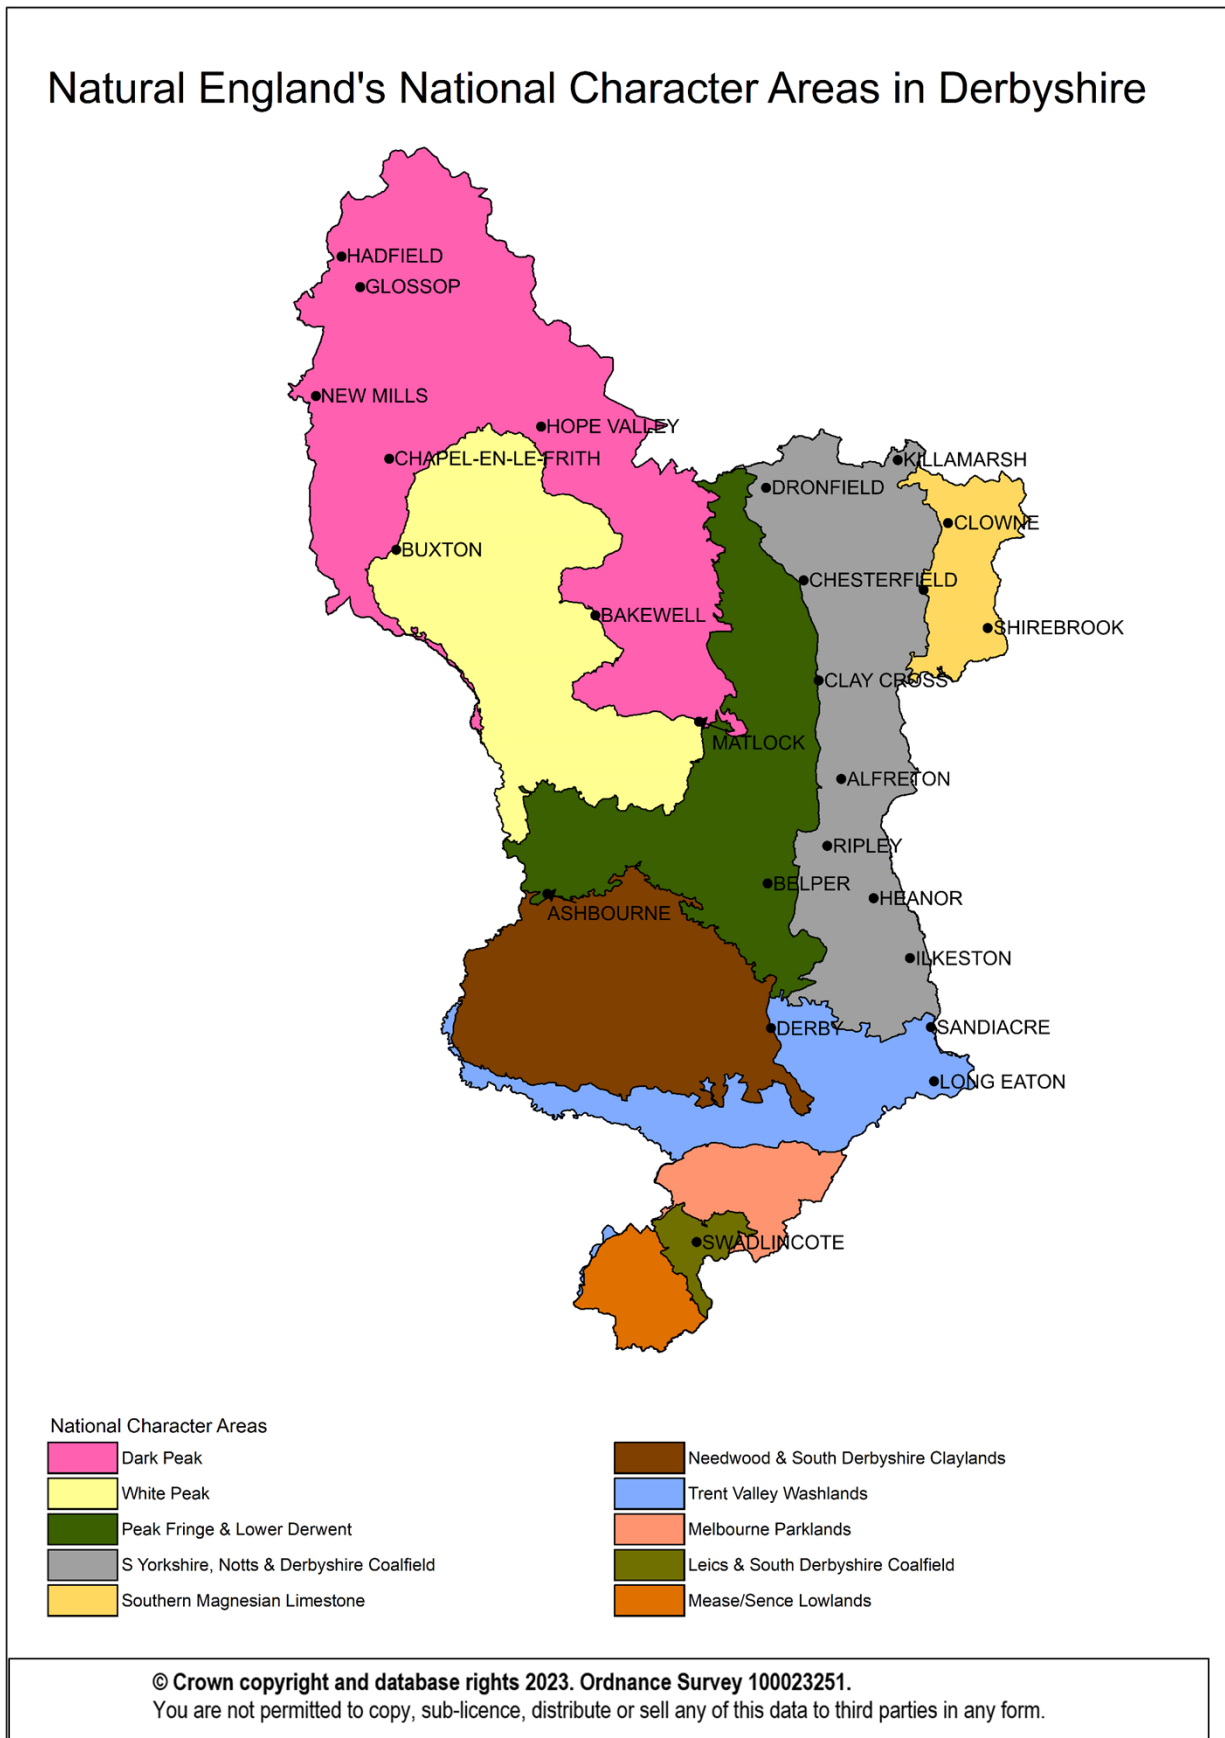 Natural England's National Character Areas in Derbyshire
HADFIELD
GLOSSOP
NEW MILLS
HOPE VALLEY
CHAPEL-EN-LE-FRITH
KILLAMARSH
DRONFIELD
CLOWNE
BUXTON
CHESTERFIELD
BAKEWELL
SHIREBROOK
CLAY CROSS
MATLOCK
ALFRETON
RIPLEY
BELPER
HEANOR
ASHBOURNE
ILKESTON
DERBY
SANDIACRE
LONG EATON
SWADLINCOTE
National Character Areas
Dark Peak
White Peak
Peak Fringe & Lower Derwent
S Yorkshire, Notts & Derbyshire Coalfield
Southern Magnesian Limestone
Needwood & South Derbyshire Claylands
Trent Valley Washlands
Melbourne Parklands
Leics & South Derbyshire Coalfield
Mease/Sence Lowlands
© Crown copyright and database rights 2023. Ordnance Survey 100023251.
You are not permitted to copy, sub-licence, distribute or sell any of this data to third parties in any form.